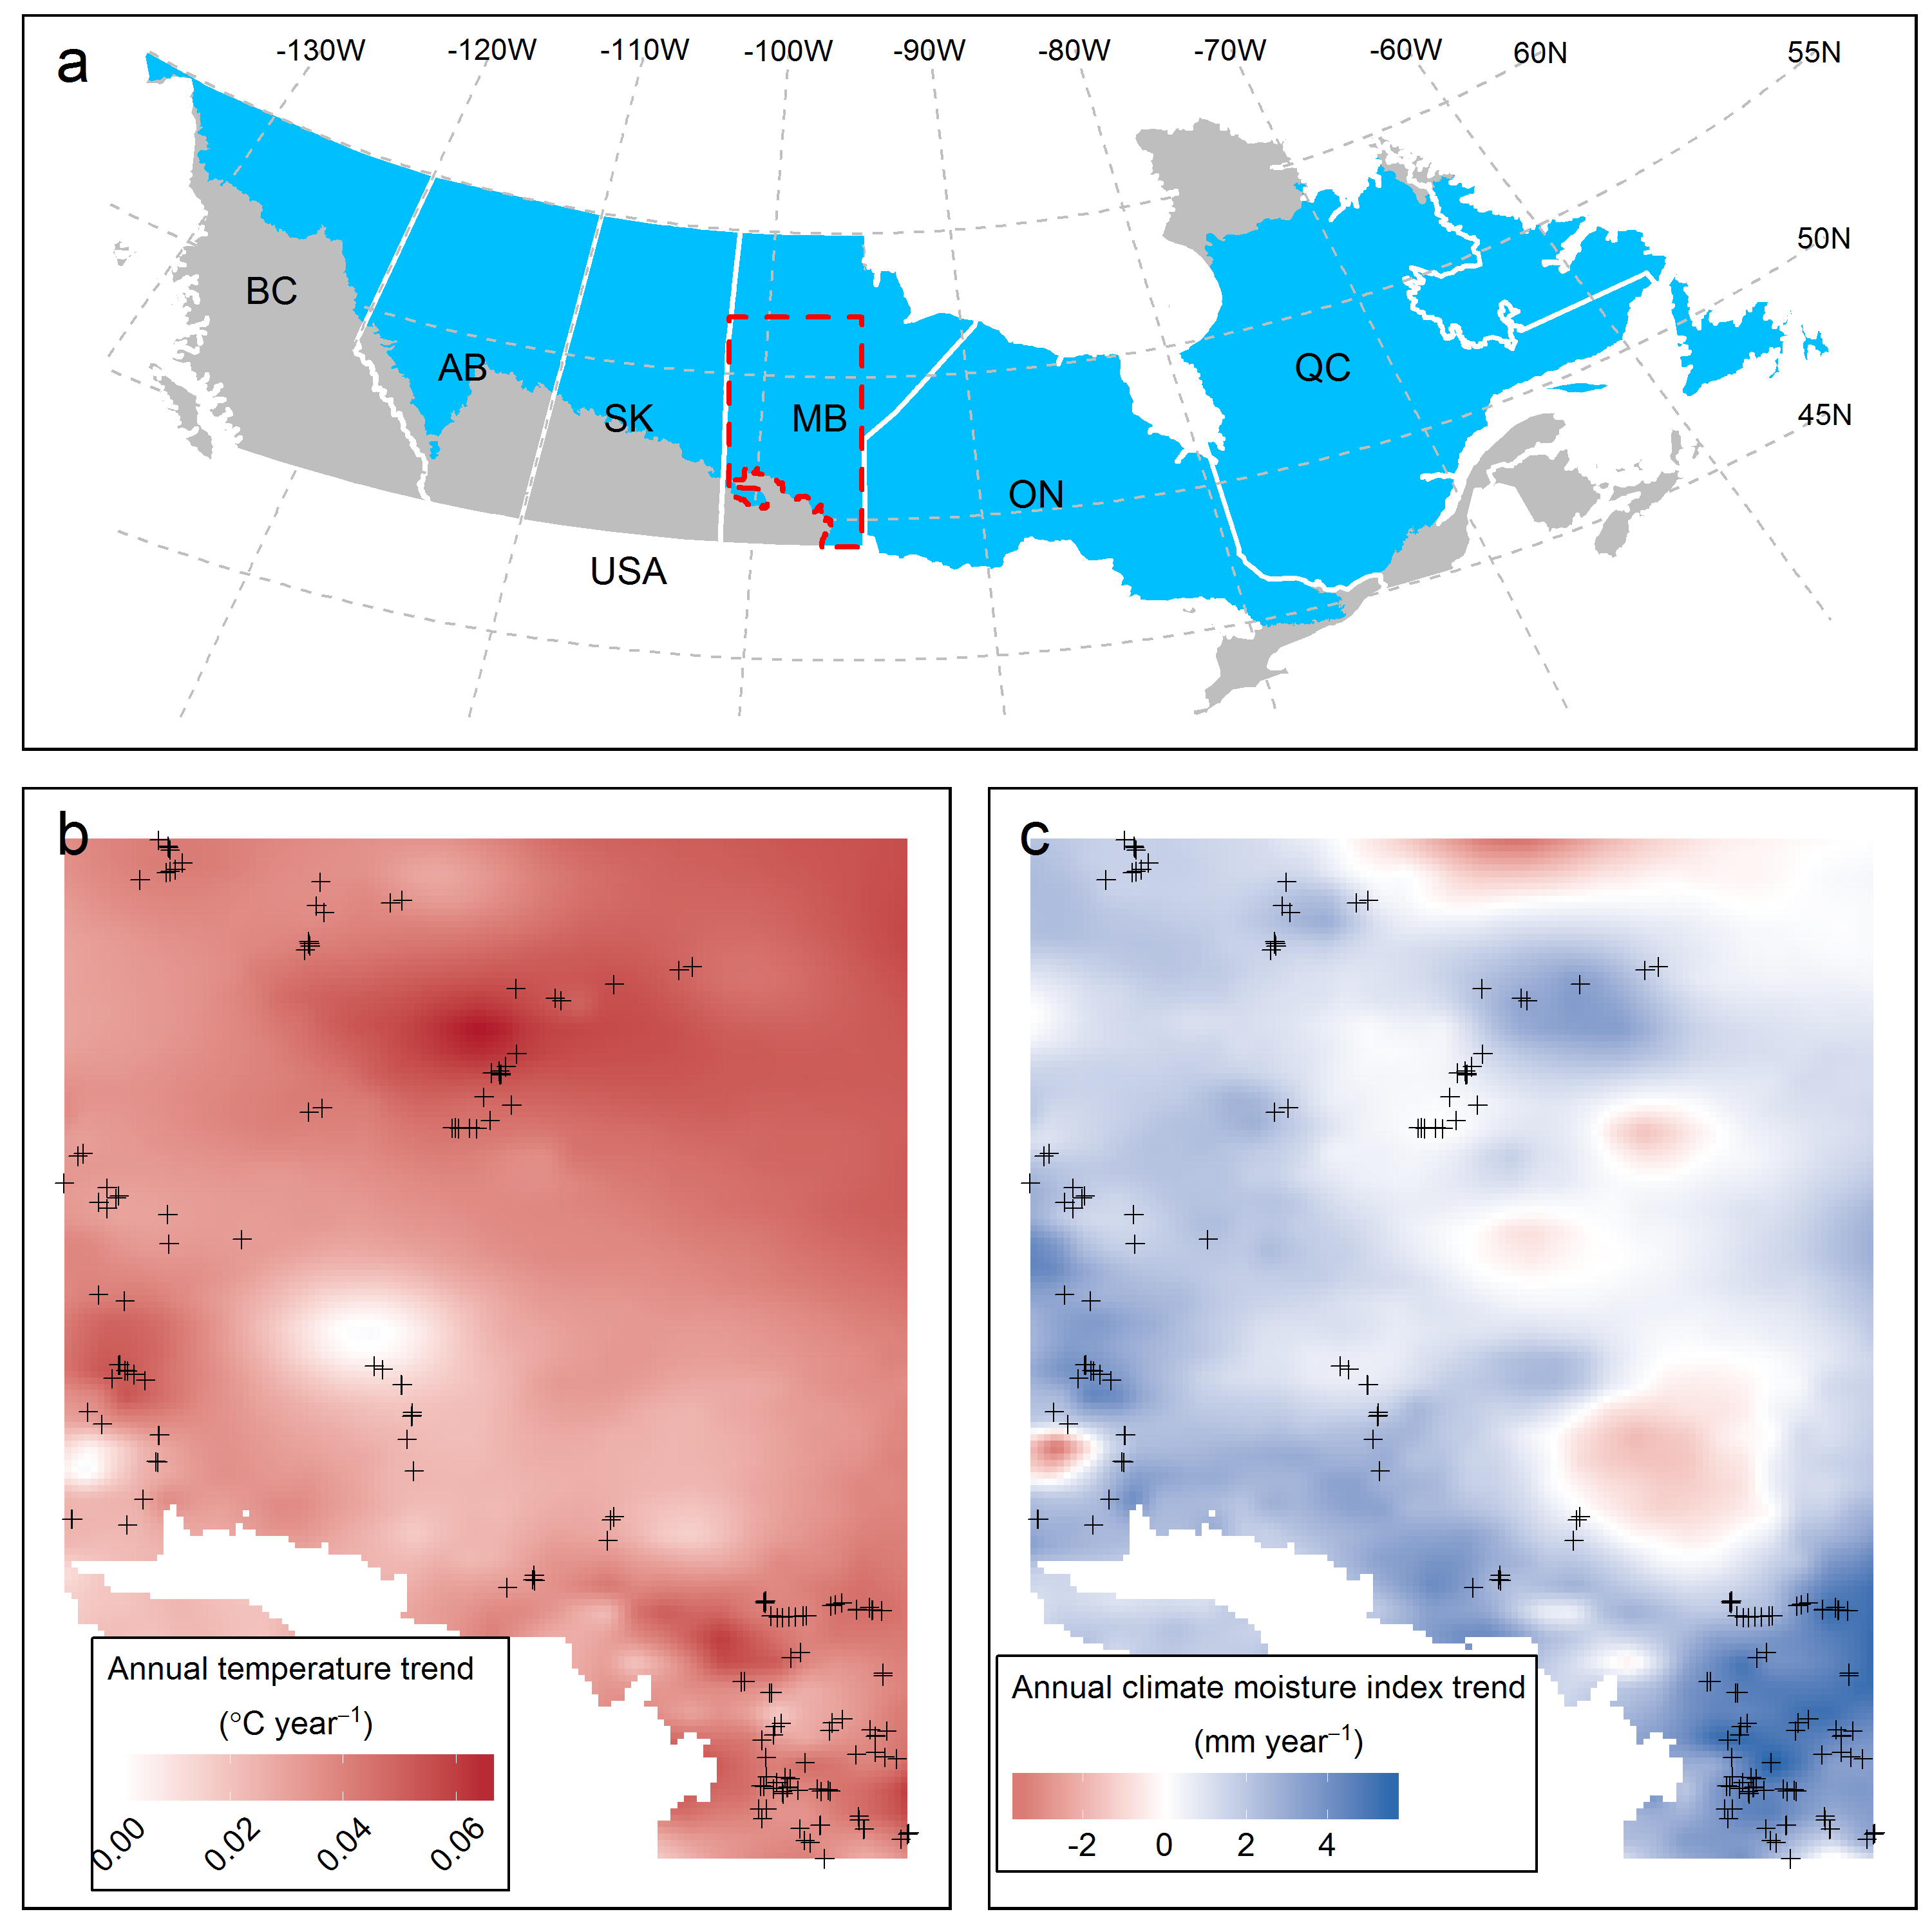 a
-130W -120W -110W -100W -90W -80W -70W -60W 60N 55N
50N
BC
AB
QC
SK
MB
45N
ON
USA
b
Annual temperature trend
(°C year⁻¹)
0.00 0.02 0.04 0.06
c
Annual climate moisture index trend
(mm year⁻¹)
-2 0 2 4